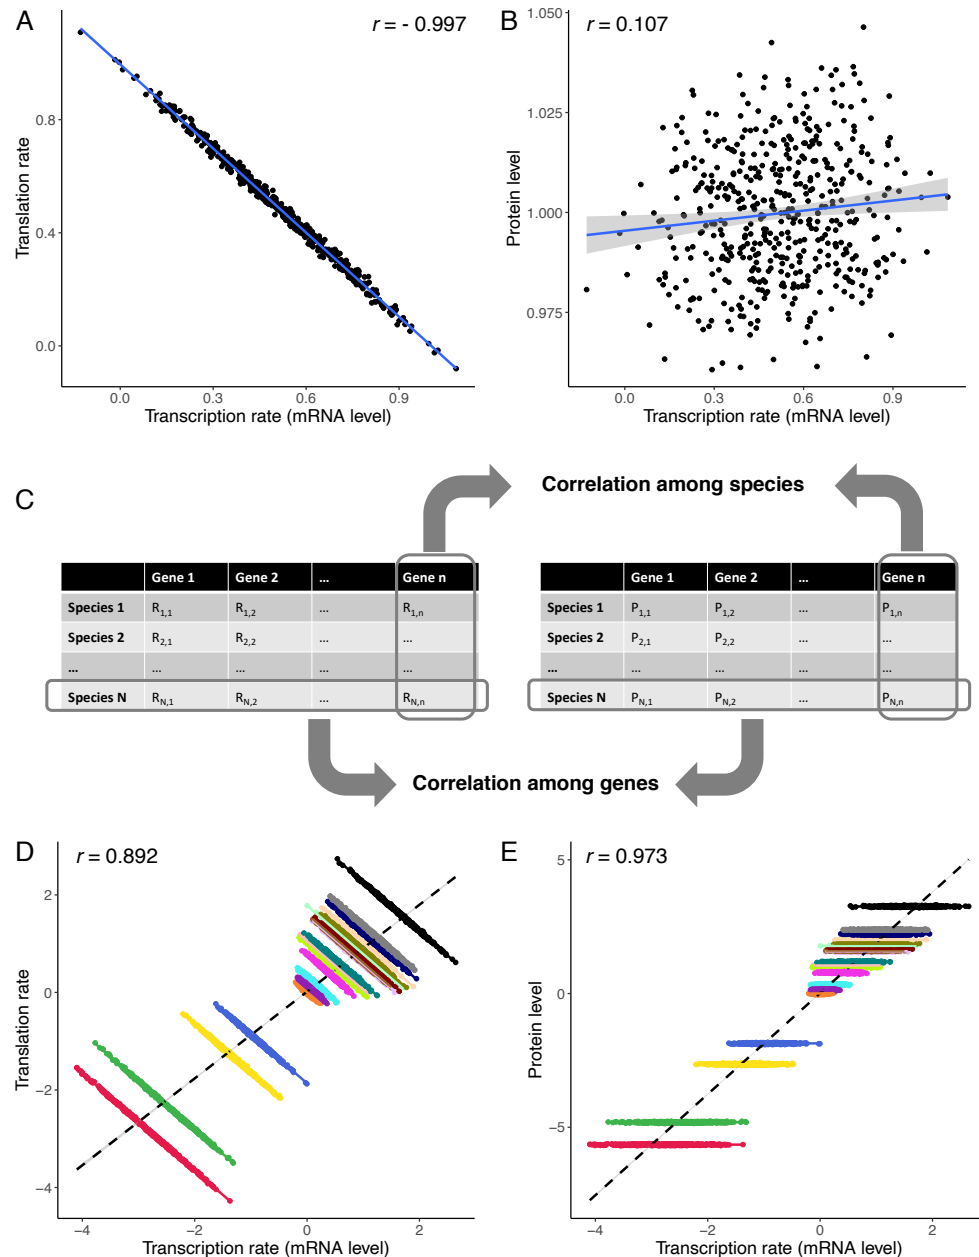 A
r = - 0.997
Translation rate
0.8
0.4
0.0
0.0 0.3 0.6 0.9
Transcription rate (mRNA level)
B
r = 0.107
Protein level
1.050
1.025
1.000
0.975
0.0 0.3 0.6 0.9
Transcription rate (mRNA level)
C
Correlation among species
Gene 1 Gene 2 ... Gene n
Species 1 R1,1 R1,2 ... R1,n
Species 2 R2,1 R2,2 ... ...
... ... ... ... ...
Species N RN,1 RN,2 ... RN,n
Gene 1 Gene 2 ... Gene n
Species 1 P1,1 P1,2 ... P1,n
Species 2 P2,1 P2,2 ... ...
... ... ... ... ...
Species N PN,1 PN,2 ... PN,n
Correlation among genes
D
r = 0.892
Translation rate
2
0
−2
−4
−4 −2 0 2
Transcription rate (mRNA level)
E
r = 0.973
Protein level
5
0
−5
−4 −2 0 2
Transcription rate (mRNA level)